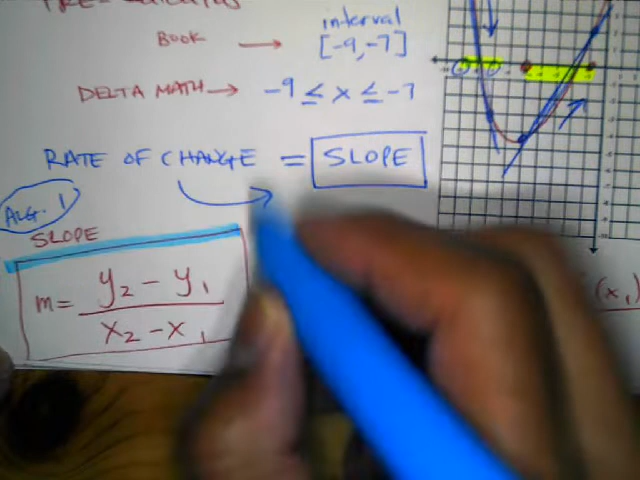 interval
BOOK → [-9, -7]
DELTA MATH → -9 ≤ x ≤ -7
RATE OF CHANGE = SLOPE
ALG. 1
SLOPE
m = y₂ - y₁ / x₂ - x₁
(x₁)